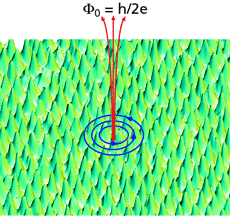 Φ₀ = h/2e